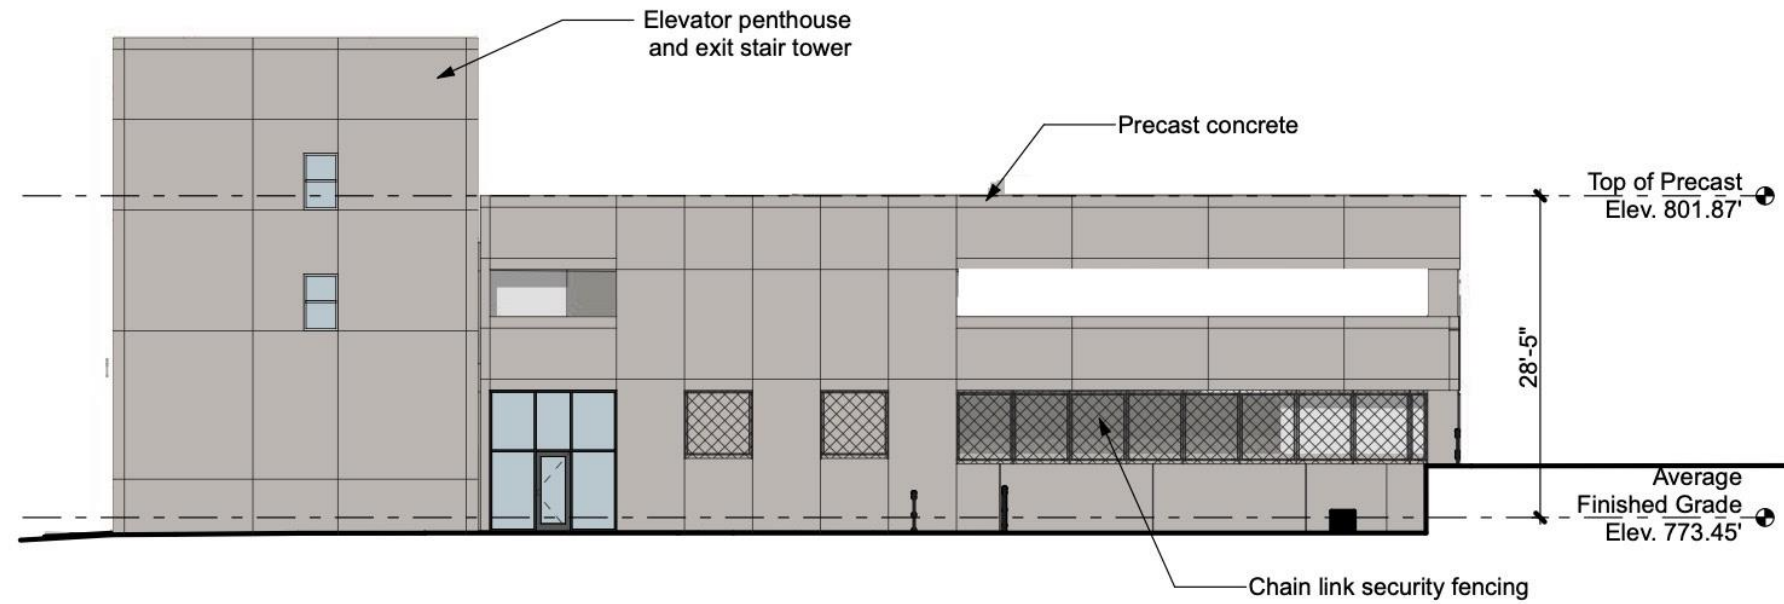 Elevator penthouse
and exit stair tower
Precast concrete
Top of Precast
Elev. 801.87'
28'-5"
Average
Finished Grade
Elev. 773.45'
Chain link security fencing